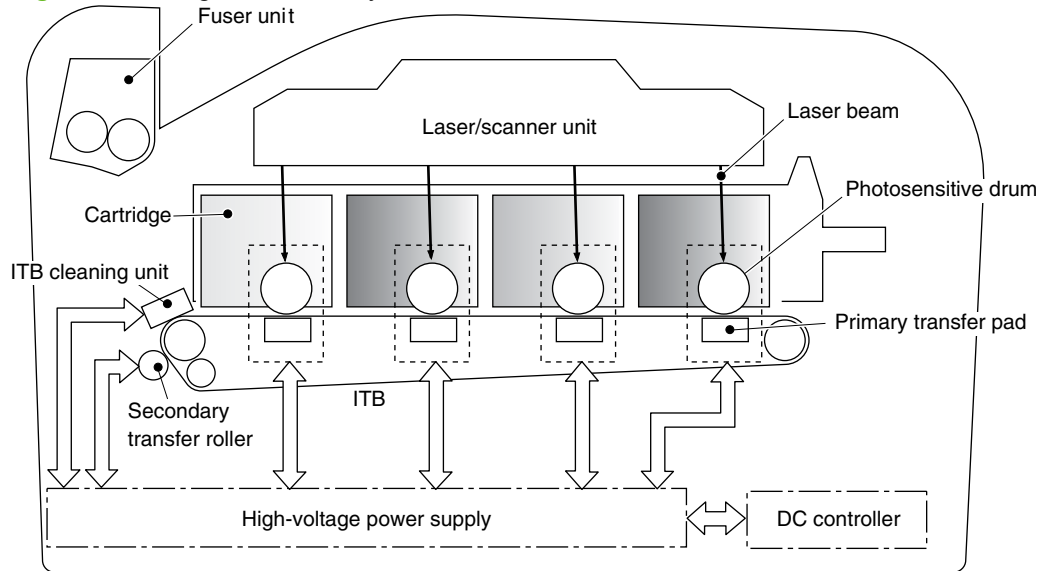 Fuser unit
Laser/scanner unit
Laser beam
Photosensitive drum
Cartridge
ITB cleaning unit
Primary transfer pad
ITB
Secondary
transfer roller
High-voltage power supply
DC controller